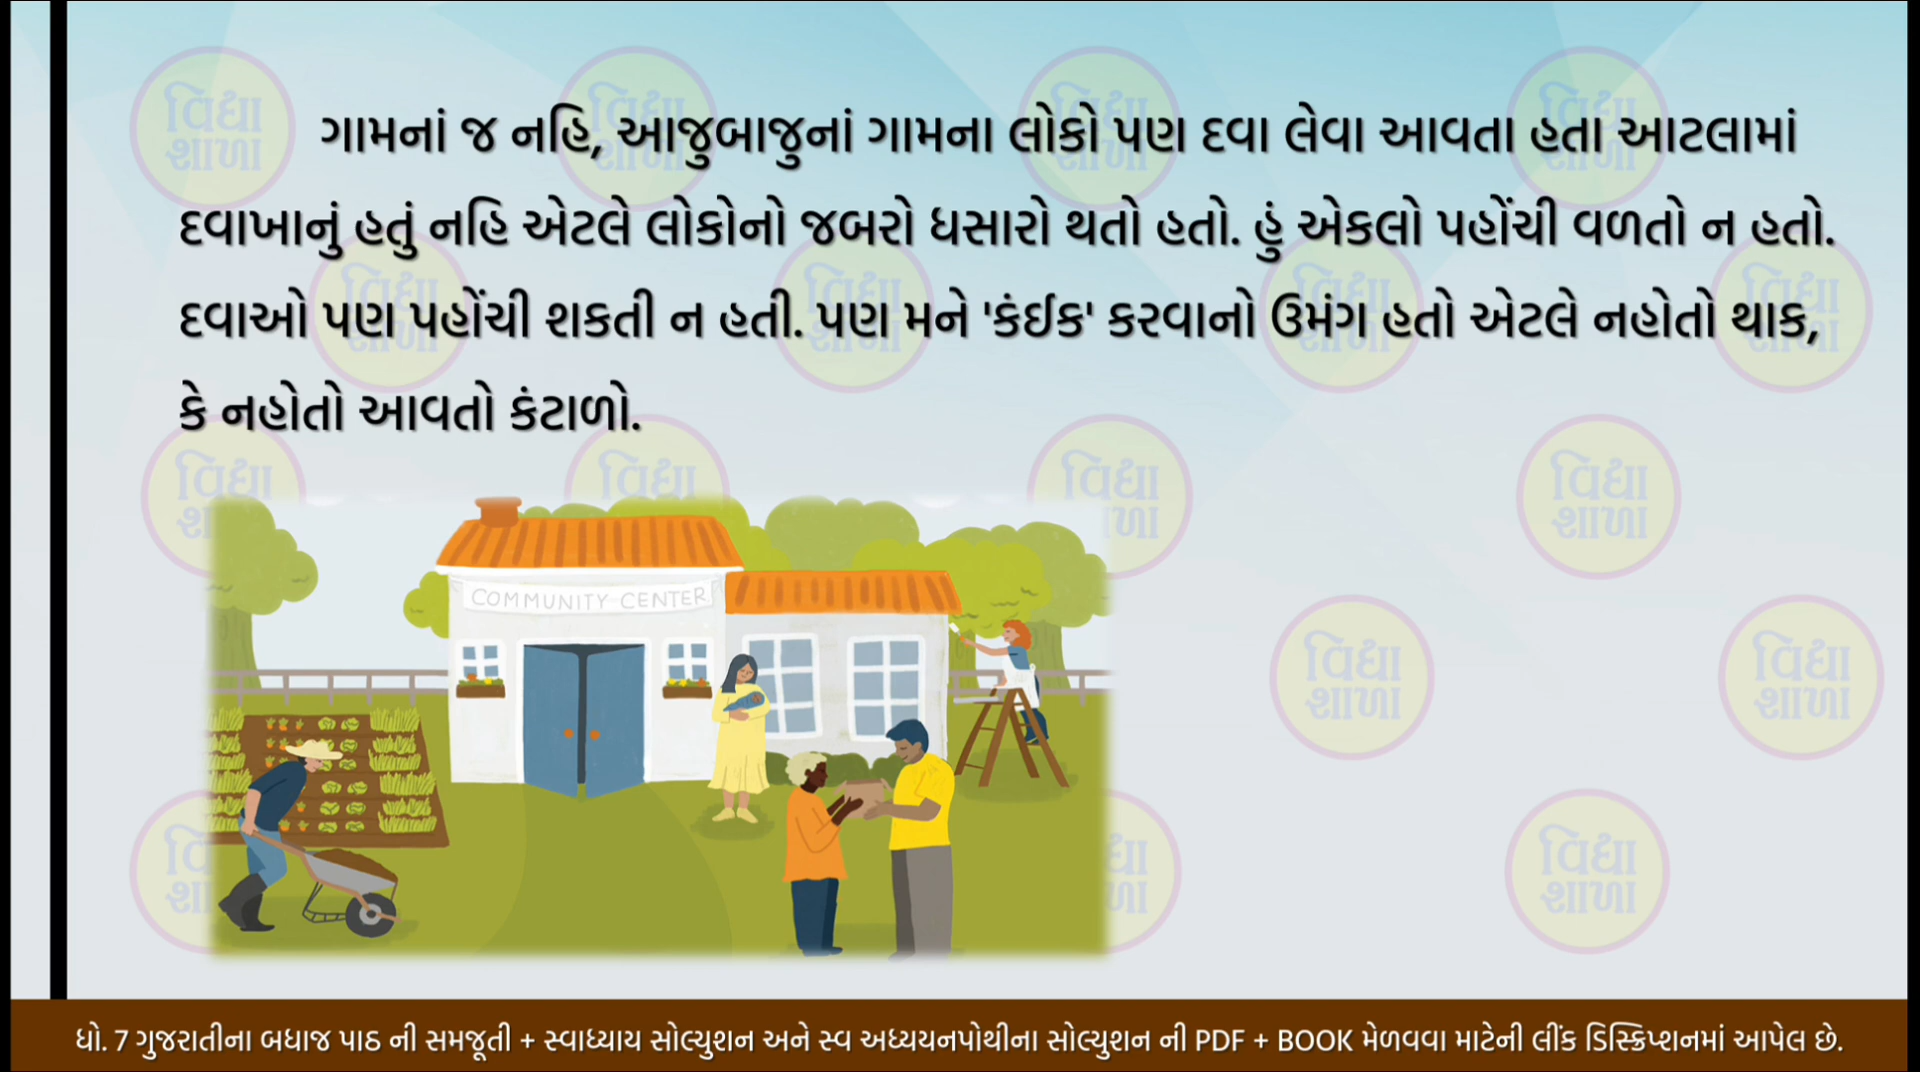 ગામનાં જ નહિ, આજુબાજુનાં ગામના લોકો પણ દવા લેવા આવતા હતા આટલામાં
દવાખાનું હતું નહિ એટલે લોકોનો જબરો ધસારો થતો હતો. હું એકલો પહોંચી વળતો ન હતો.
દવાઓ પણ પહોંચી શકતી ન હતી. પણ મને 'કંઈક' કરવાનો ઉમંગ હતો એટલે નહોતો થાક,
કે નહોતો આવતો કંટાળો.
વિદ્યા
શાળા
COMMUNITY CENTER
ધો. 7 ગુજરાતીના બધાજ પાઠ ની સમજૂતી + સ્વાધ્યાય સોલ્યુશન અને સ્વ અધ્યયનપોથીના સોલ્યુશન ની PDF + BOOK મેળવવા માટેની લીંક ડિસ્ક્રિપ્શનમાં આપેલ છે.